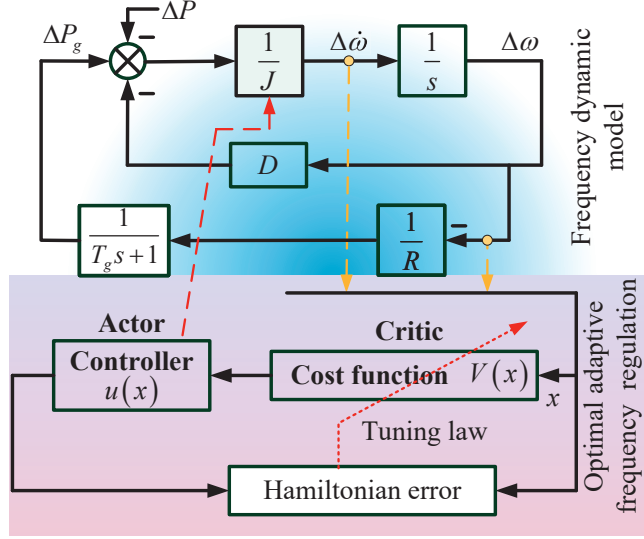 ΔP
ΔP_g
−
−
1/J
Δω̇
1/s
Δω
D
1/(T_g s + 1)
1/R
−
Frequency dynamic
model
Actor
Controller
u(x)
Critic
Cost function V(x)
x
Tuning law
Hamiltonian error
Optimal adaptive
frequency regulation